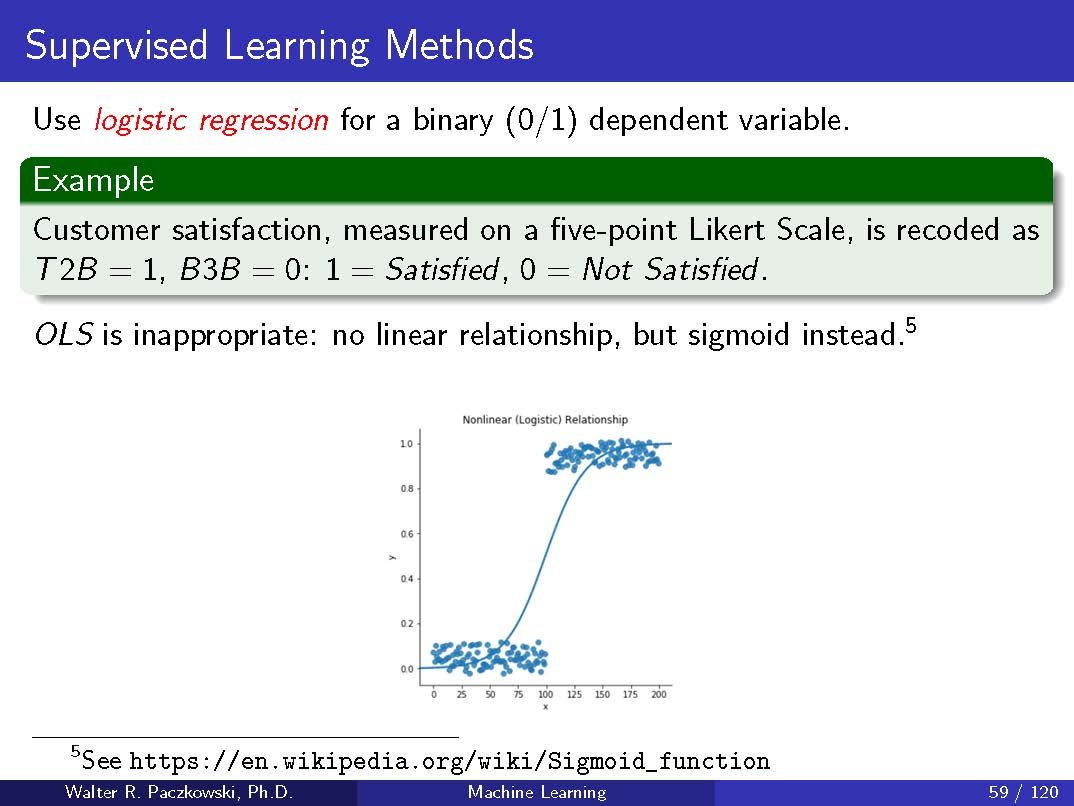 Supervised Learning Methods
Use logistic regression for a binary (0/1) dependent variable.
Example
Customer satisfaction, measured on a five-point Likert Scale, is recoded as
T2B = 1, B3B = 0: 1 = Satisfied, 0 = Not Satisfied.
OLS is inappropriate: no linear relationship, but sigmoid instead.5
Nonlinear (Logistic) Relationship
1.0
0.8
0.6
y
0.4
0.2
0.0
0 25 50 75 100 125 150 175 200
x
5See https://en.wikipedia.org/wiki/Sigmoid_function
Walter R. Paczkowski, Ph.D. Machine Learning 59 / 120